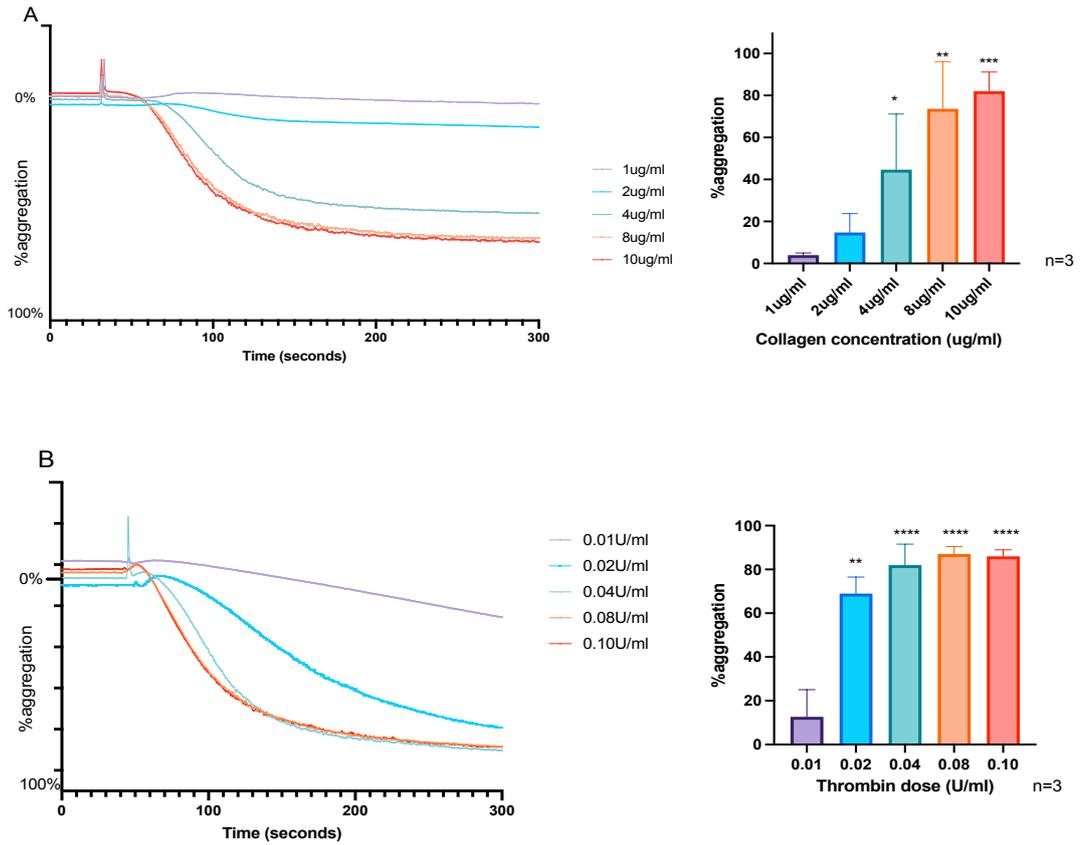 A
0%
%aggregation
100%
0 100 200 300
Time (seconds)
1ug/ml
2ug/ml
4ug/ml
8ug/ml
10ug/ml
%aggregation
100
80
60
40
20
0
* ** ***
1ug/ml 2ug/ml 4ug/ml 8ug/ml 10ug/ml
Collagen concentration (ug/ml)
n=3
B
0%
%aggregation
100%
0 100 200 300
Time (seconds)
0.01U/ml
0.02U/ml
0.04U/ml
0.08U/ml
0.10U/ml
%aggregation
100
80
60
40
20
0
** **** **** ****
0.01 0.02 0.04 0.08 0.10
Thrombin dose (U/ml)
n=3